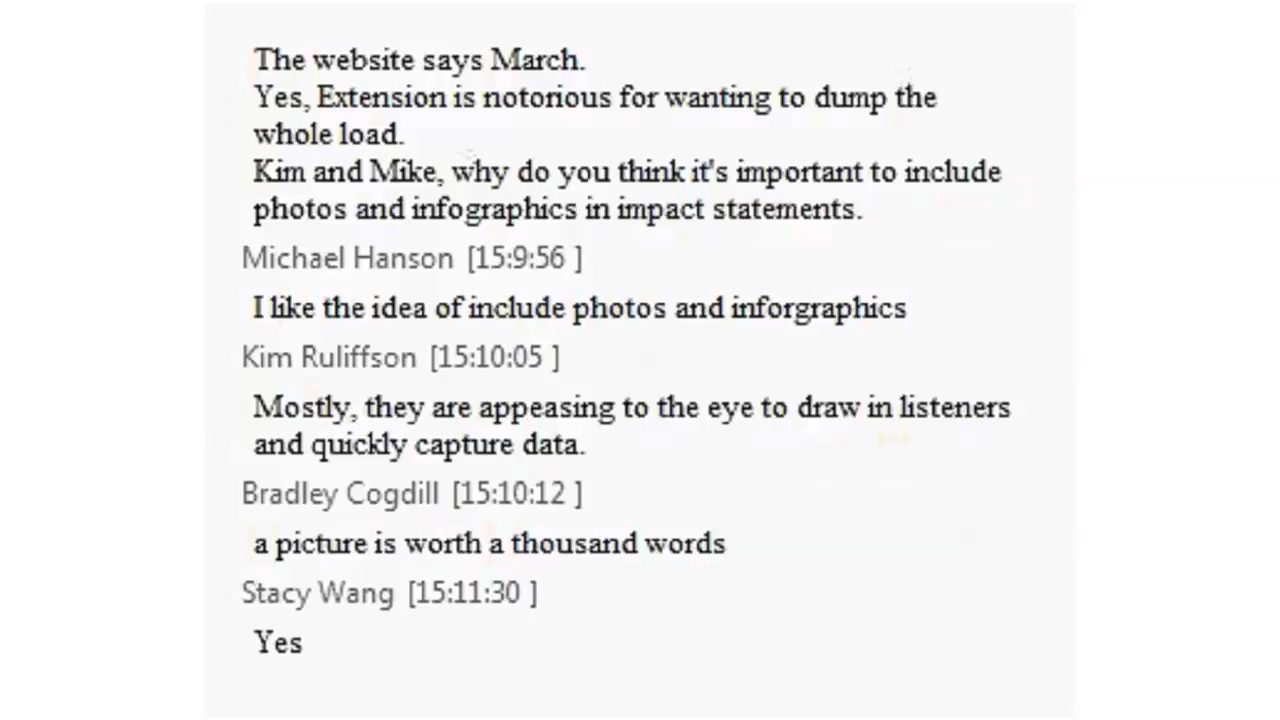 The website says March.
Yes, Extension is notorious for wanting to dump the
whole load.
Kim and Mike, why do you think it's important to include
photos and infographics in impact statements.
Michael Hanson [15:9:56 ]
I like the idea of include photos and inforgraphics
Kim Ruliffson [15:10:05 ]
Mostly, they are appeasing to the eye to draw in listeners
and quickly capture data.
Bradley Cogdill [15:10:12 ]
a picture is worth a thousand words
Stacy Wang [15:11:30 ]
Yes